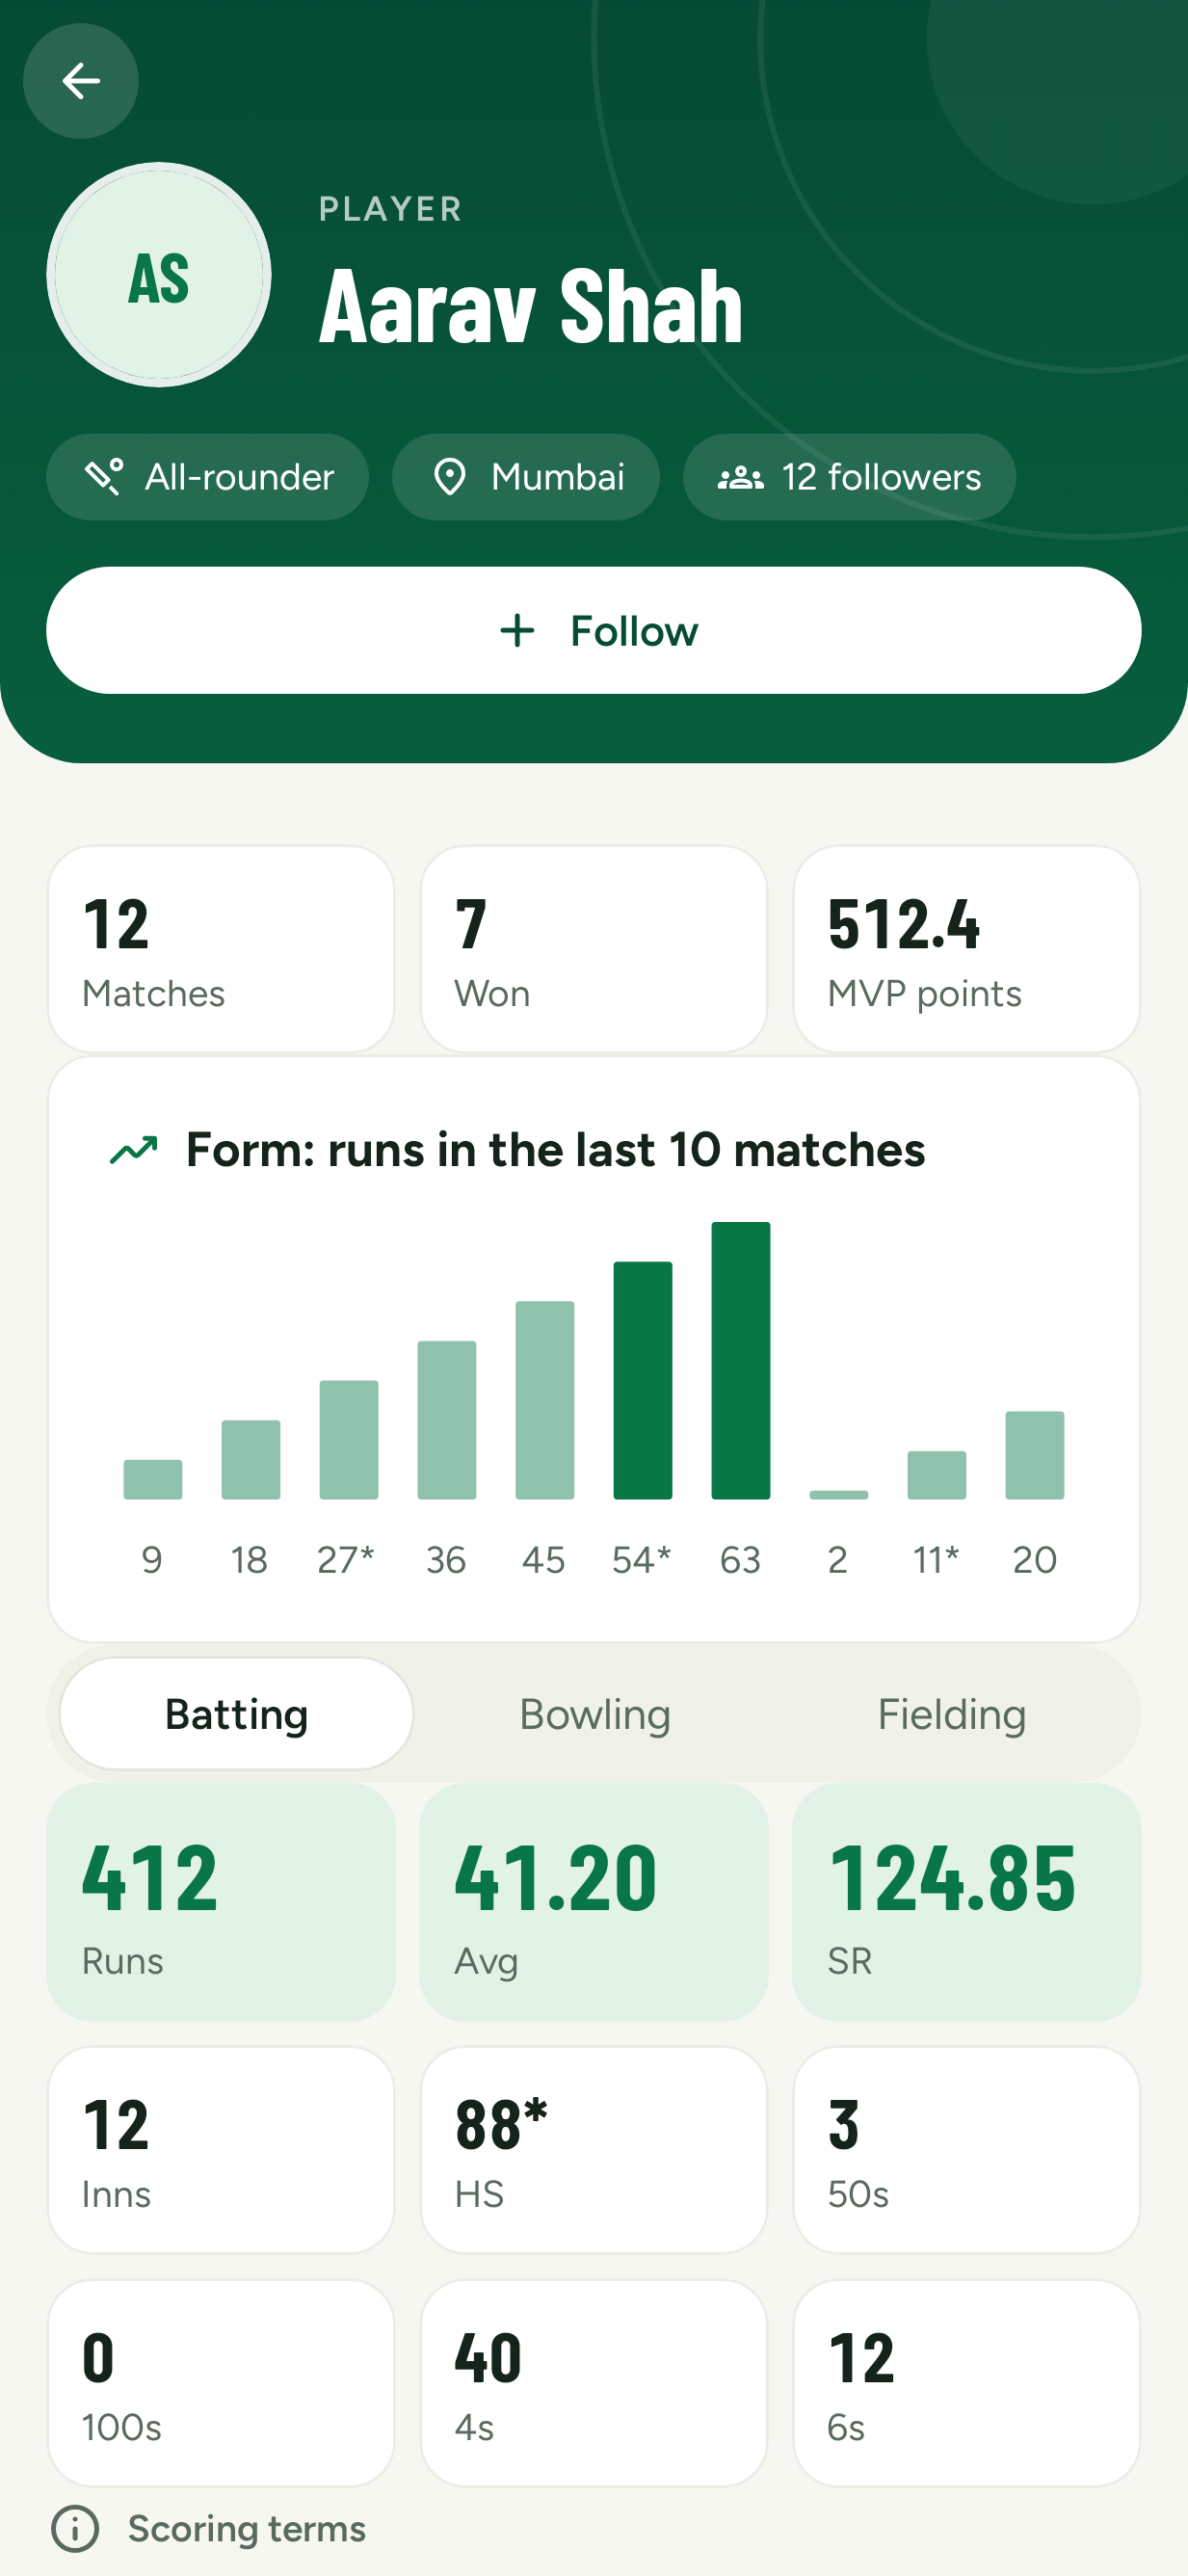 PLAYER
AS
Aarav Shah
All-rounder Mumbai 12 followers
+ Follow
12 7 512.4
Matches Won MVP points
Form: runs in the last 10 matches
9 18 27* 36 45 54* 63 2 11* 20
Batting Bowling Fielding
412 41.20 124.85
Runs Avg SR
12 88* 3
Inns HS 50s
0 40 12
100s 4s 6s
Scoring terms